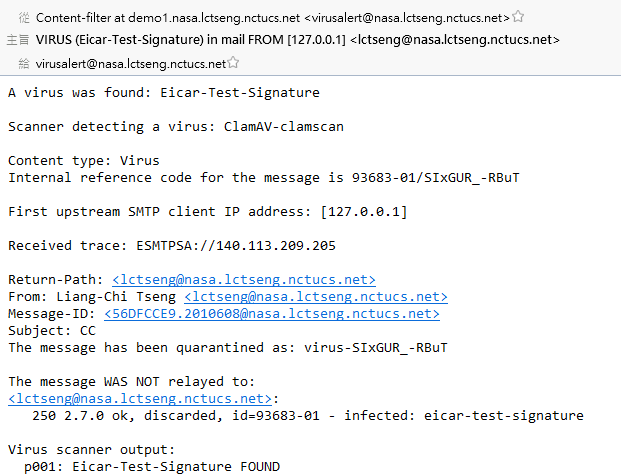 從 Content-filter at demo1.nasa.lctseng.nctucs.net <virusalert@nasa.lctseng.nctucs.net>
主旨 VIRUS (Eicar-Test-Signature) in mail FROM [127.0.0.1] <lctseng@nasa.lctseng.nctucs.net>
給 virusalert@nasa.lctseng.nctucs.net
A virus was found: Eicar-Test-Signature
Scanner detecting a virus: ClamAV-clamscan
Content type: Virus
Internal reference code for the message is 93683-01/SIxGUR_-RBuT
First upstream SMTP client IP address: [127.0.0.1]
Received trace: ESMTPSA://140.113.209.205
Return-Path: <lctseng@nasa.lctseng.nctucs.net>
From: Liang-Chi Tseng <lctseng@nasa.lctseng.nctucs.net>
Message-ID: <56DFCCE9.2010608@nasa.lctseng.nctucs.net>
Subject: CC
The message has been quarantined as: virus-SIxGUR_-RBuT
The message WAS NOT relayed to:
<lctseng@nasa.lctseng.nctucs.net>:
250 2.7.0 ok, discarded, id=93683-01 - infected: eicar-test-signature
Virus scanner output:
p001: Eicar-Test-Signature FOUND